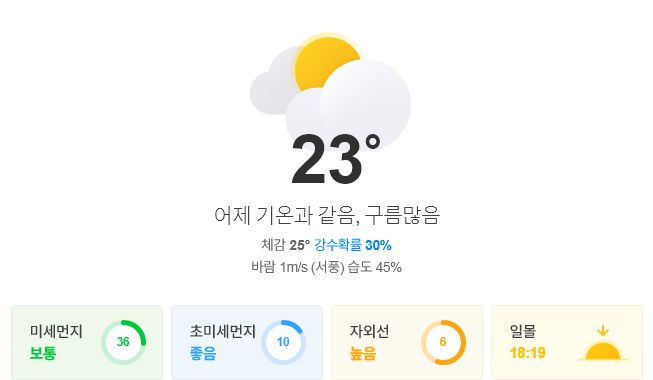 23°
어제 기온과 같음, 구름많음
체감 25° 강수확률 30%
바람 1m/s (서풍) 습도 45%
미세먼지
보통
36
초미세먼지
좋음
10
자외선
높음
6
일몰
18:19